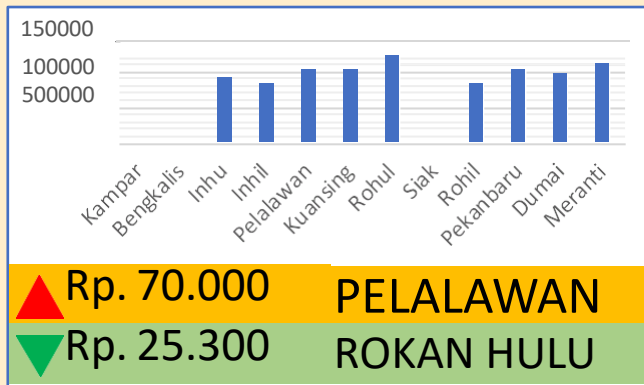 150000
100000
500000
Kampar
Bengkalis
Inhu
Inhil
Pelalawan
Kuansing
Rohul
Siak
Rohil
Pekanbaru
Dumai
Meranti
Rp. 70.000 PELALAWAN
Rp. 25.300 ROKAN HULU